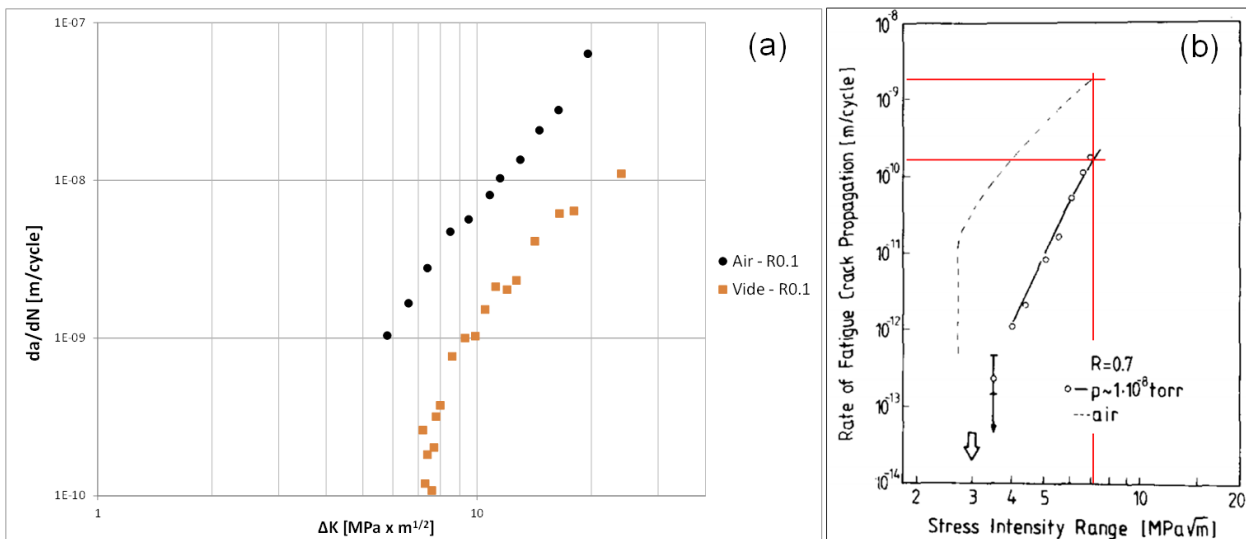 (a)
1E-07
1E-08
1E-09
1E-10
da/dN [m/cycle]
1
10
ΔK [MPa x m^1/2]
Air - R0.1
Vide - R0.1
(b)
Rate of Fatigue Crack Propagation [m/cycle]
10^-8
10^-9
10^-10
10^-11
10^-12
10^-13
10^-14
R=0.7
p~1·10^-8 torr
air
2 3 4 5 10 20
Stress Intensity Range [MPa√m]